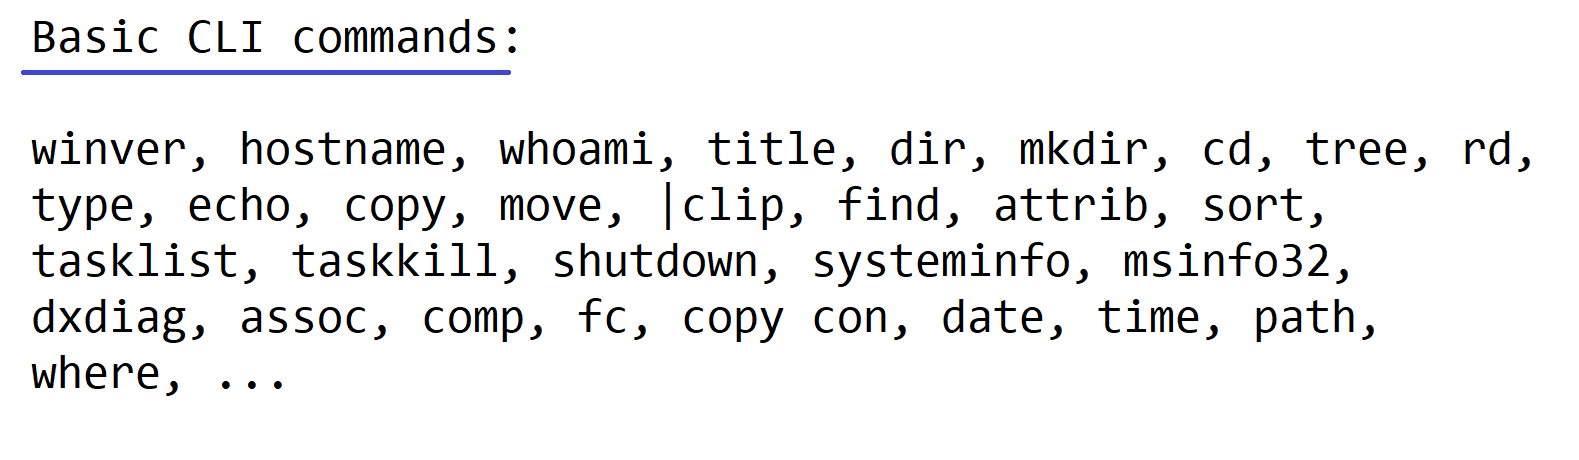 Basic CLI commands:
winver, hostname, whoami, title, dir, mkdir, cd, tree, rd,
type, echo, copy, move, |clip, find, attrib, sort,
tasklist, taskkill, shutdown, systeminfo, msinfo32,
dxdiag, assoc, comp, fc, copy con, date, time, path,
where, ...